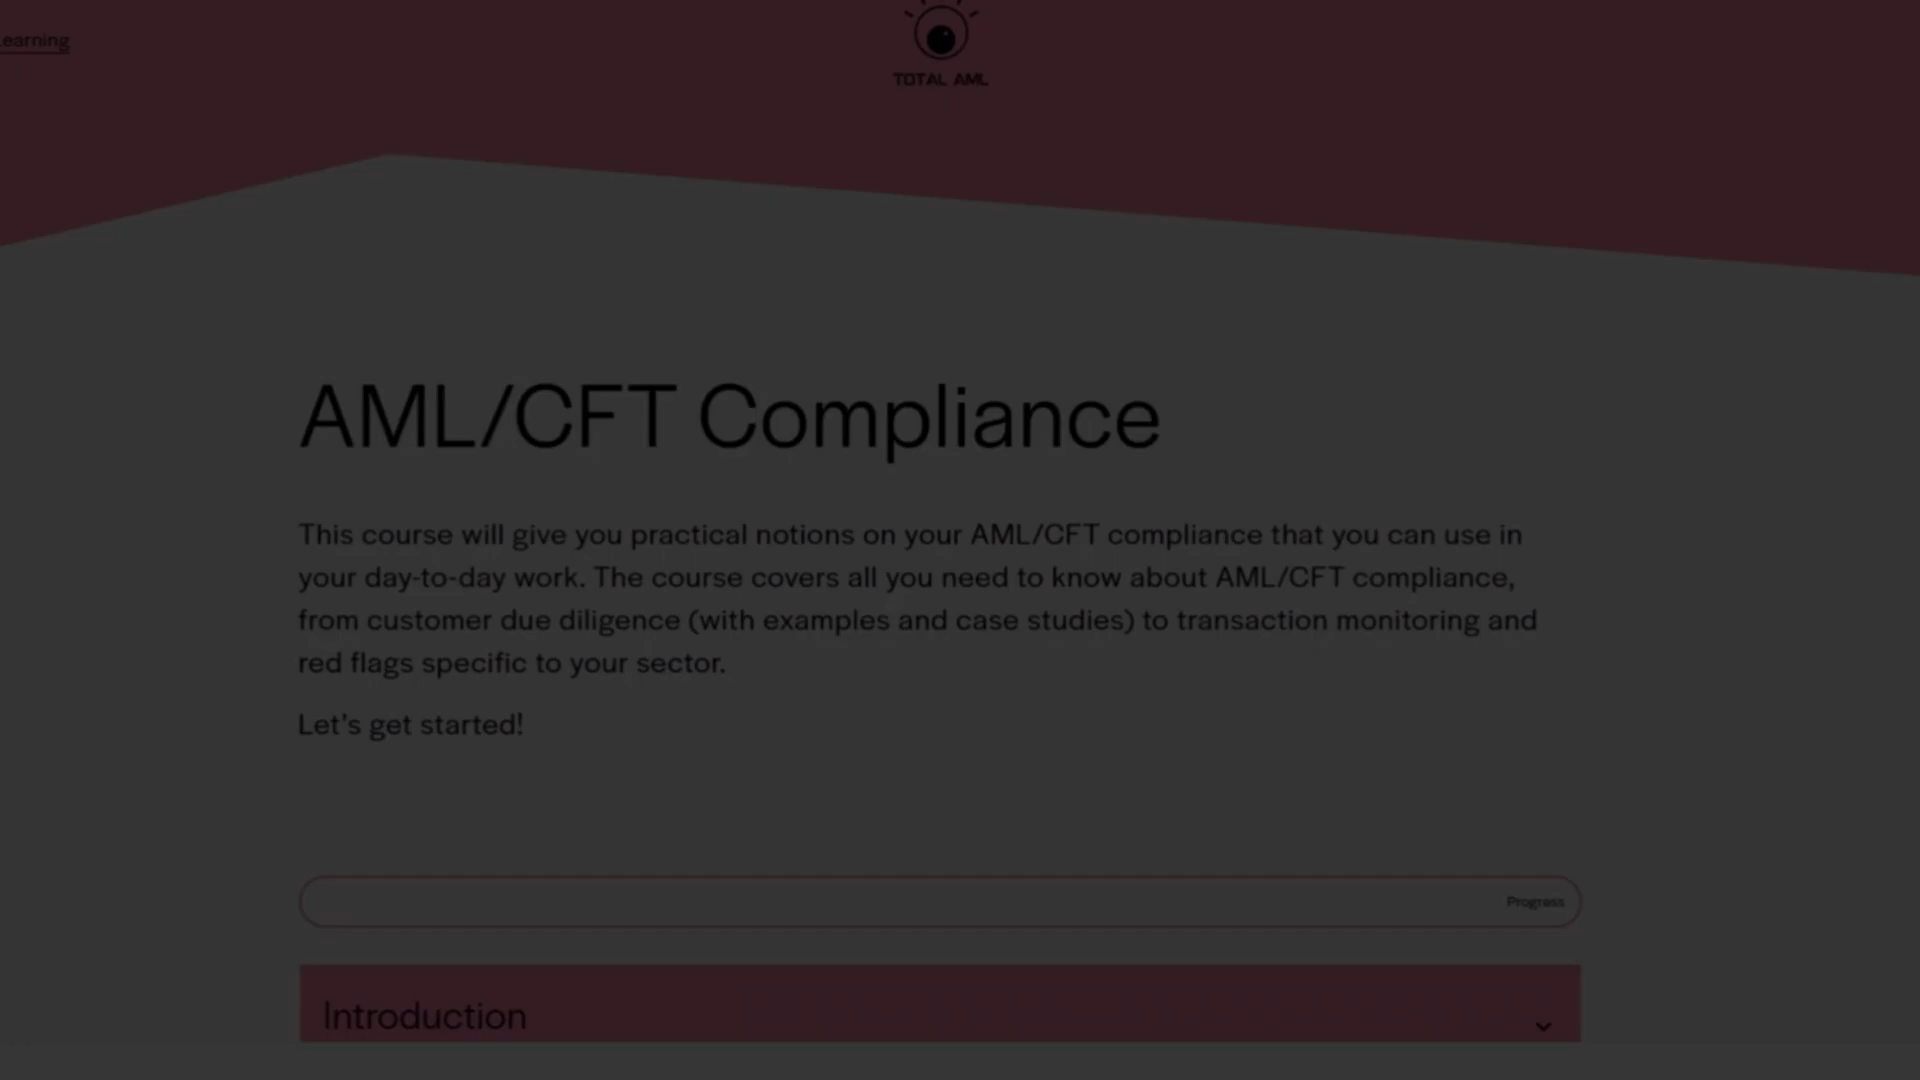 Learning
TOTAL AML
AML/CFT Compliance
This course will give you practical notions on your AML/CFT compliance that you can use in
your day-to-day work. The course covers all you need to know about AML/CFT compliance,
from customer due diligence (with examples and case studies) to transaction monitoring and
red flags specific to your sector.
Let's get started!
Progress
Introduction